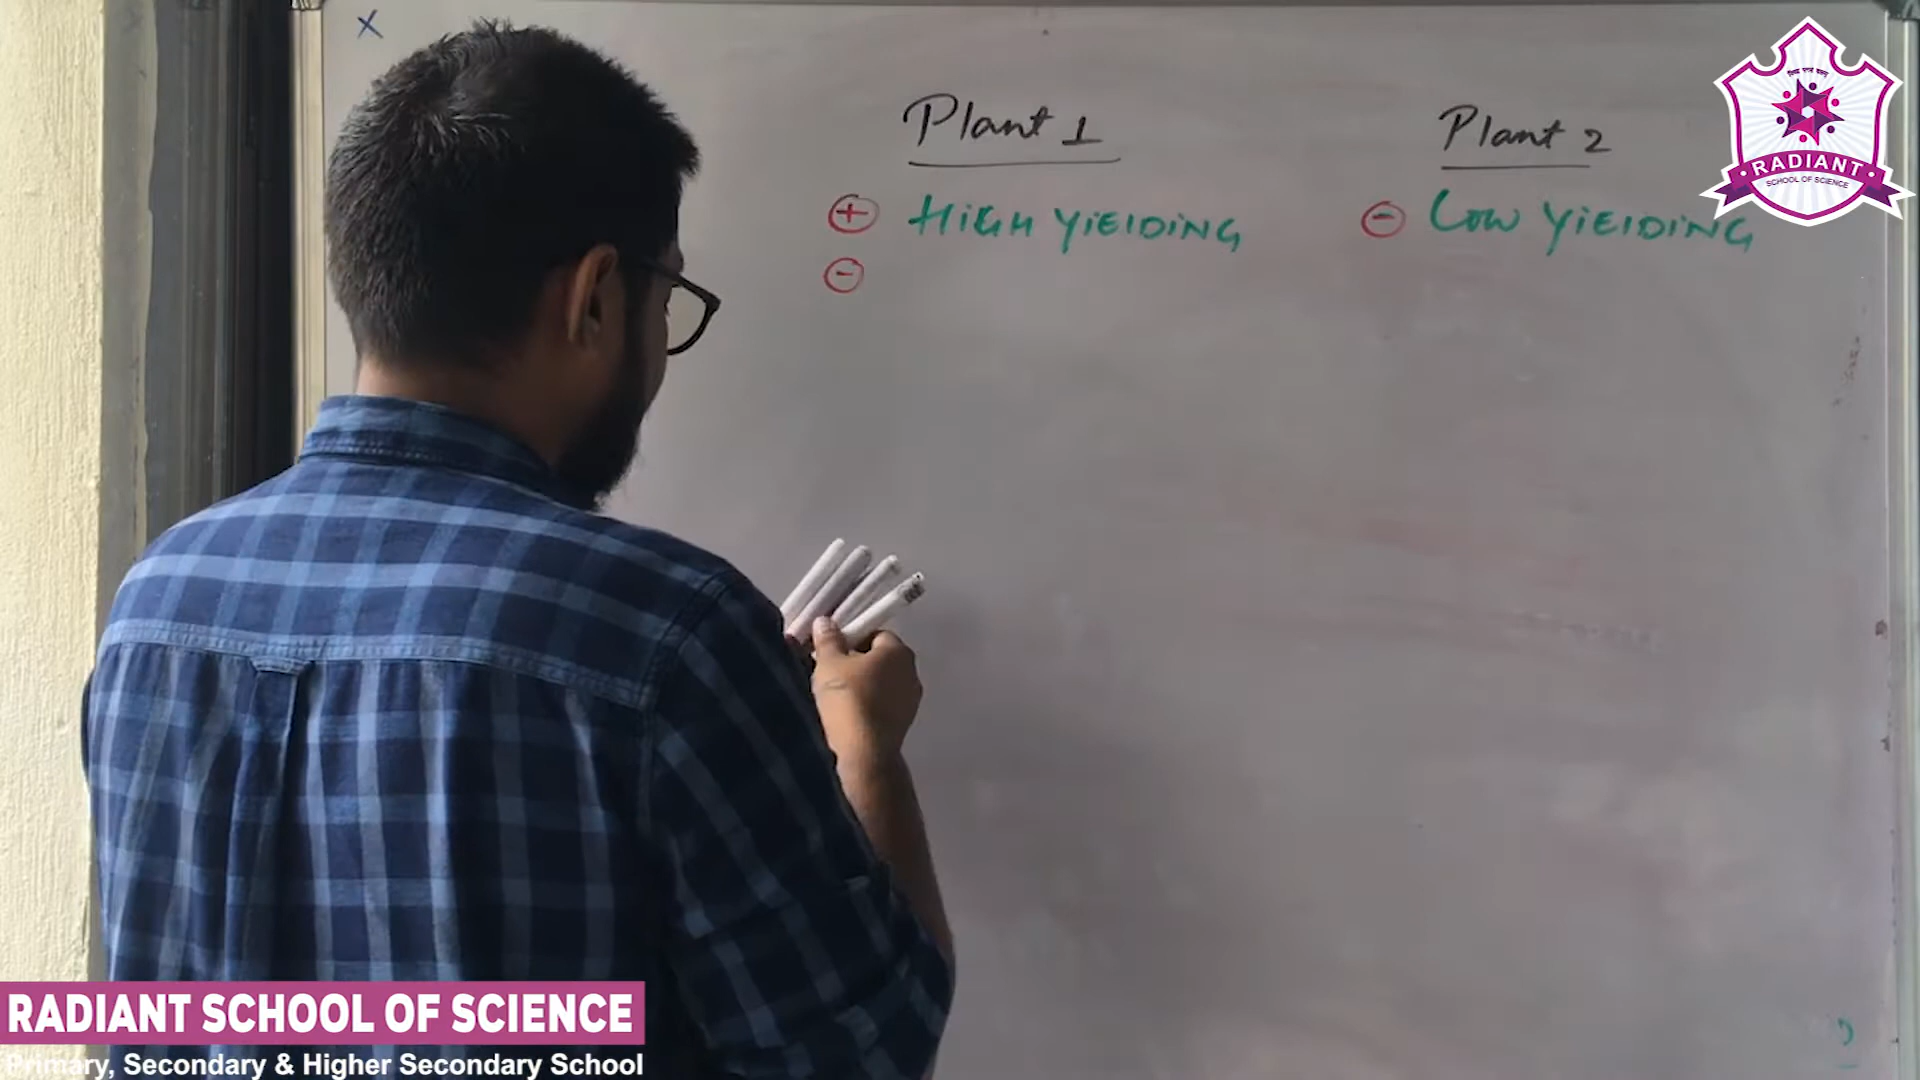 X
Plant 1
Plant 2
⊕ HiGH YiElDiNG
⊖ Low YiElDiNG
⊖
RADIANT
SCHOOL OF SCIENCE
RADIANT SCHOOL OF SCIENCE
Primary, Secondary & Higher Secondary School